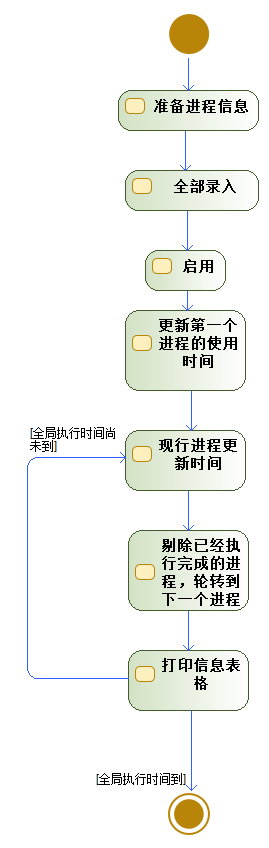 准备进程信息
全部录入
启用
更新第一个
进程的使用
时间
[全局执行时间尚
未到]
现行进程更
新时间
剔除已经执
行完成的进
程，轮转到
下一个进程
打印信息表
格
[全局执行时间到]